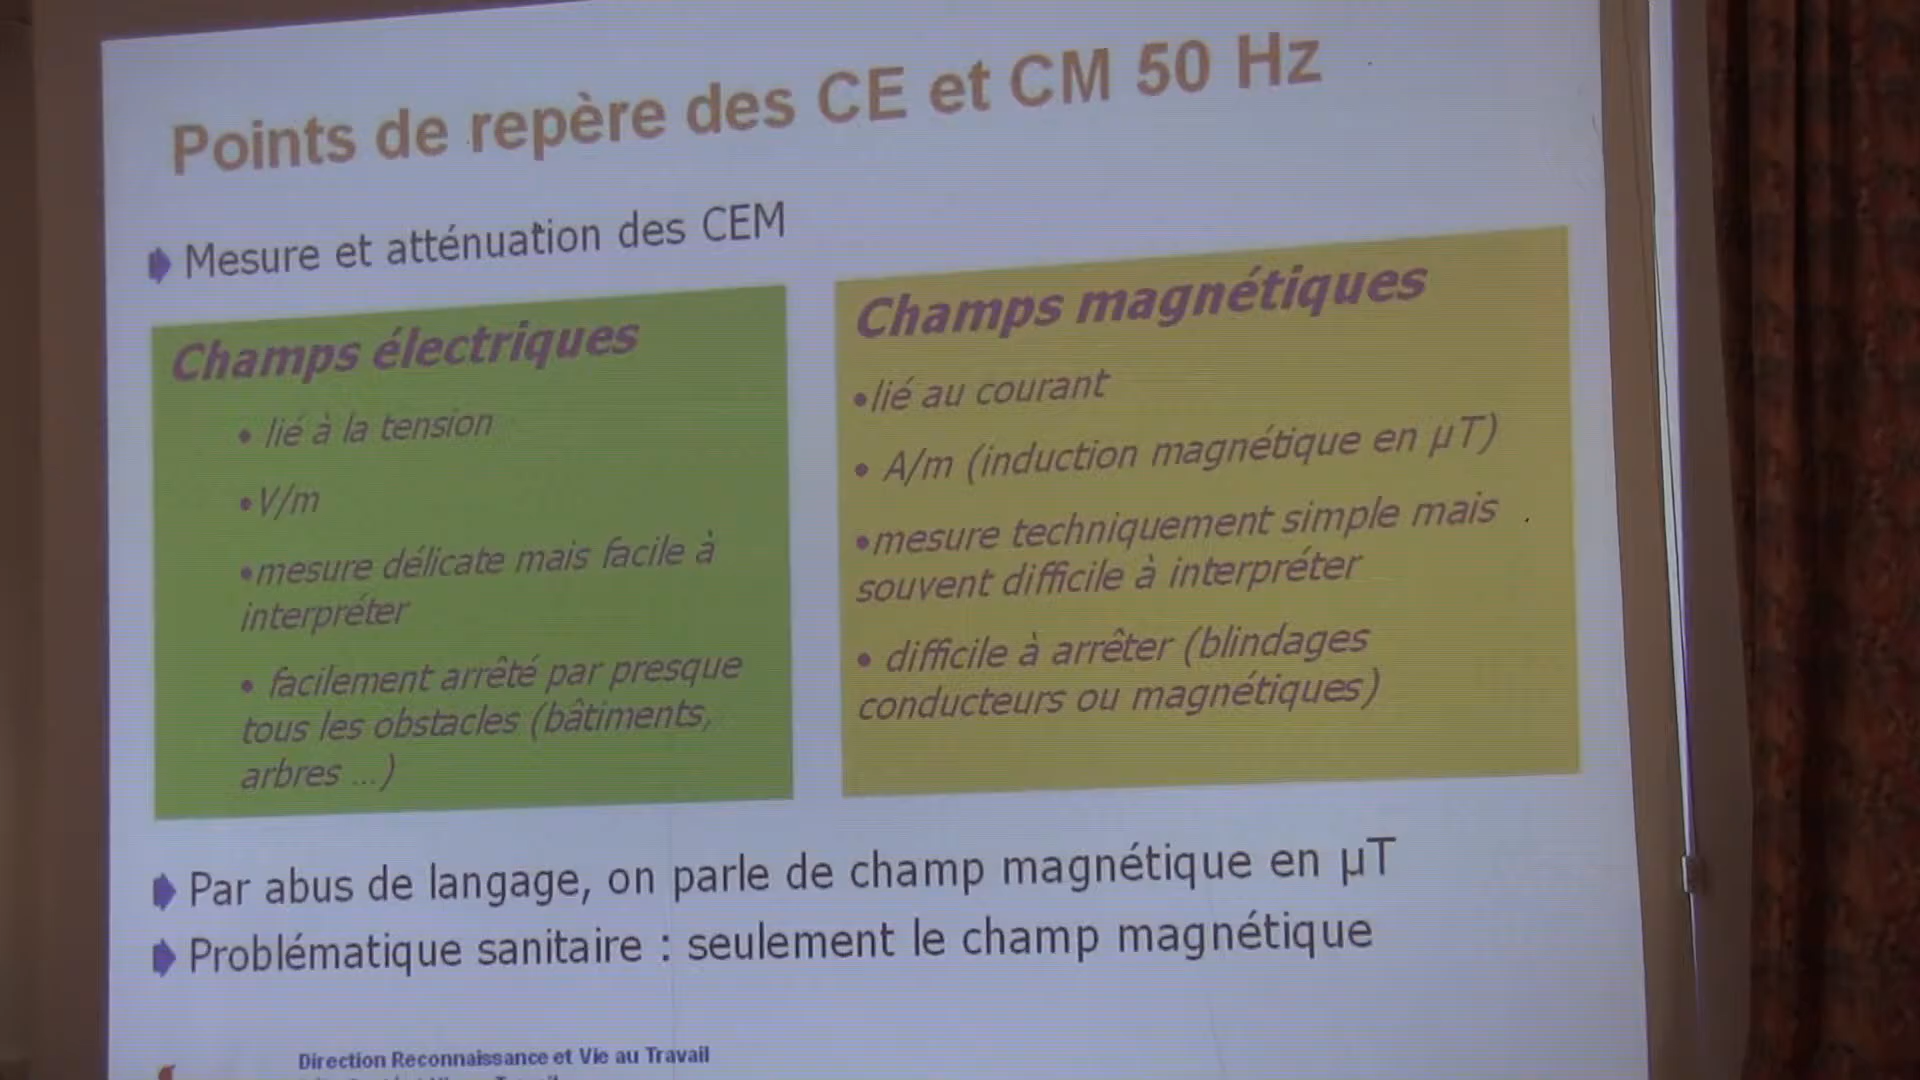 Points de repère des CE et CM 50 Hz
Mesure et atténuation des CEM
Champs électriques
• lié à la tension
•V/m
•mesure délicate mais facile à
interpréter
• facilement arrêté par presque
tous les obstacles (bâtiments,
arbres ...)
Champs magnétiques
•lié au courant
• A/m (induction magnétique en µT)
•mesure techniquement simple mais
souvent difficile à interpréter
• difficile à arrêter (blindages
conducteurs ou magnétiques)
Par abus de langage, on parle de champ magnétique en µT
Problématique sanitaire : seulement le champ magnétique
Direction Reconnaissance et Vie au Travail